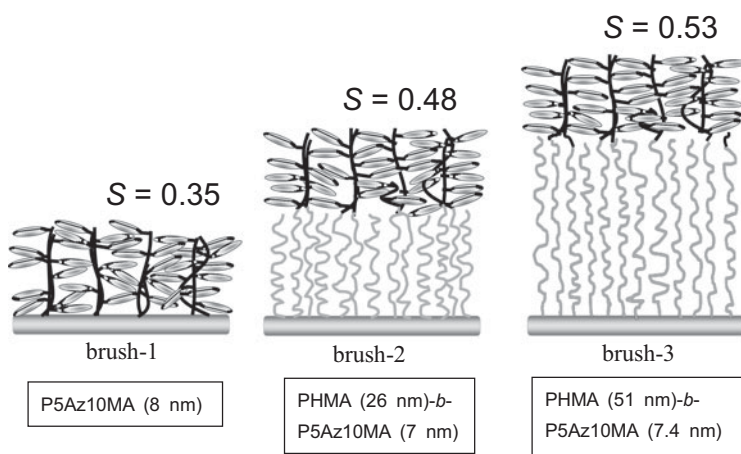 S = 0.53
S = 0.48
S = 0.35
brush-1
brush-2
brush-3
P5Az10MA (8 nm)
PHMA (26 nm)-b-
P5Az10MA (7 nm)
PHMA (51 nm)-b-
P5Az10MA (7.4 nm)